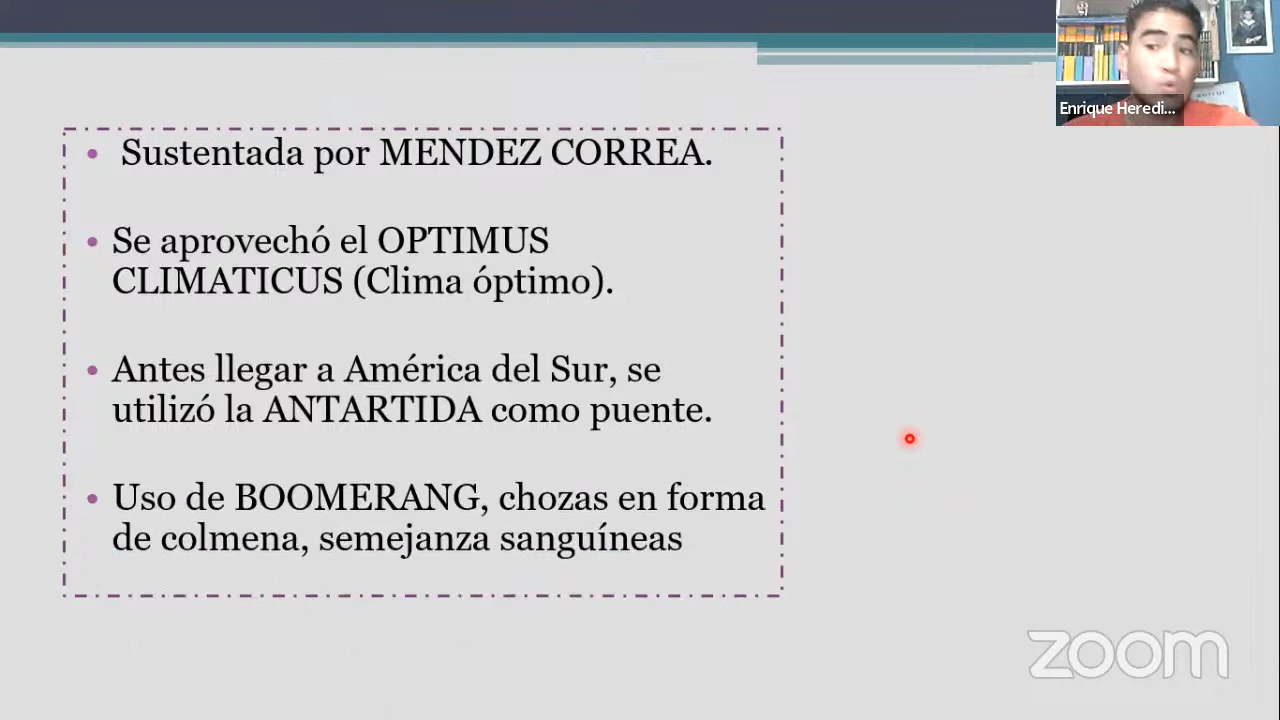 Enrique Heredi...
• Sustentada por MENDEZ CORREA.
• Se aprovechó el OPTIMUS
CLIMATICUS (Clima óptimo).
• Antes llegar a América del Sur, se
utilizó la ANTARTIDA como puente.
• Uso de BOOMERANG, chozas en forma
de colmena, semejanza sanguíneas
zoom